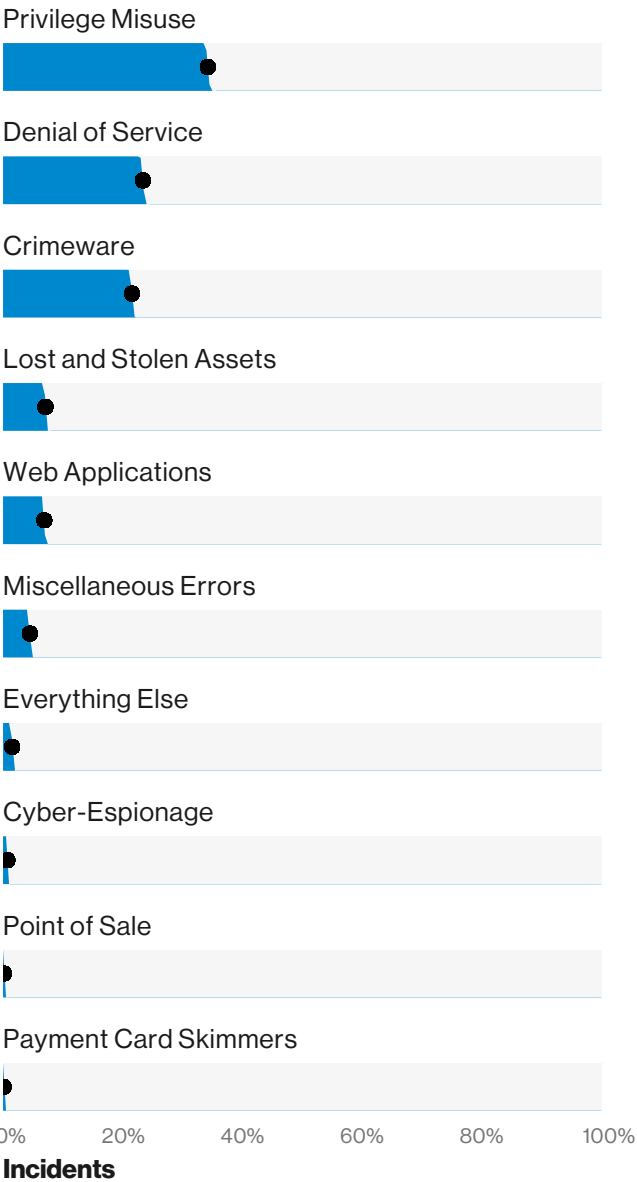 Privilege Misuse
Denial of Service
Crimeware
Lost and Stolen Assets
Web Applications
Miscellaneous Errors
Everything Else
Cyber-Espionage
Point of Sale
Payment Card Skimmers
0% 20% 40% 60% 80% 100%
Incidents